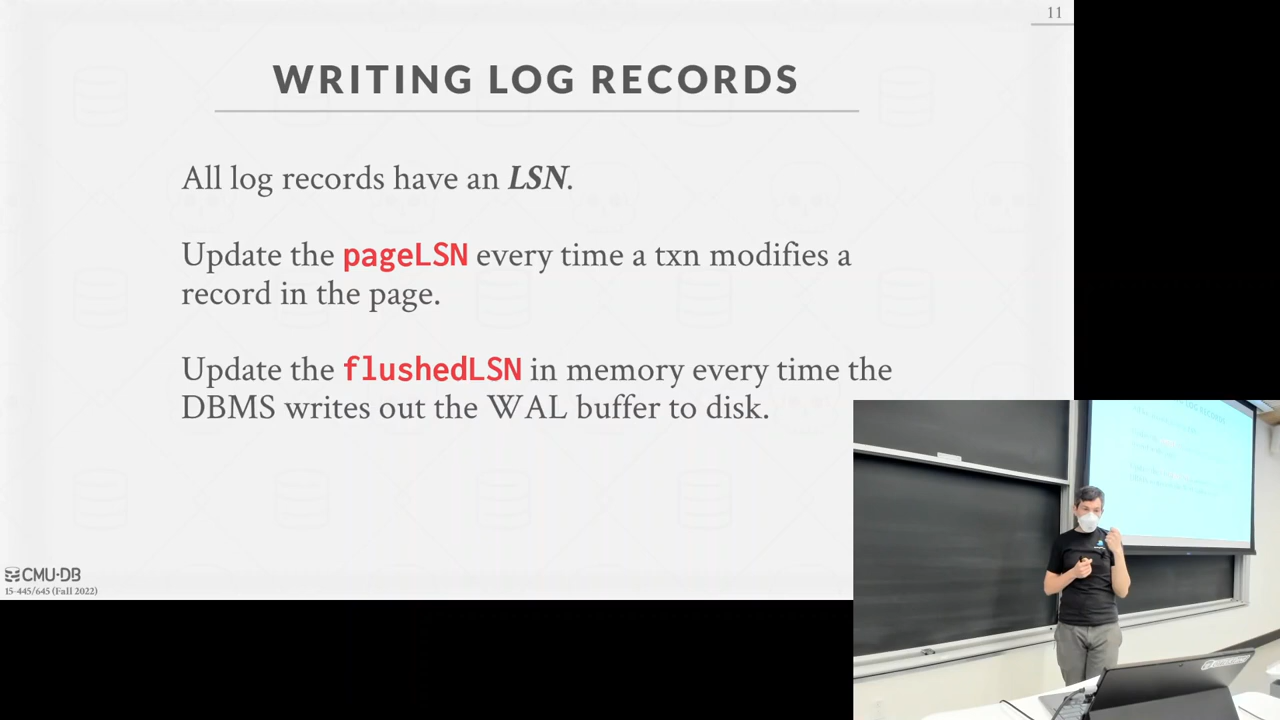 11
WRITING LOG RECORDS
All log records have an LSN.
Update the pageLSN every time a txn modifies a
record in the page.
Update the flushedLSN in memory every time the
DBMS writes out the WAL buffer to disk.
CMU·DB
15-445/645 (Fall 2022)